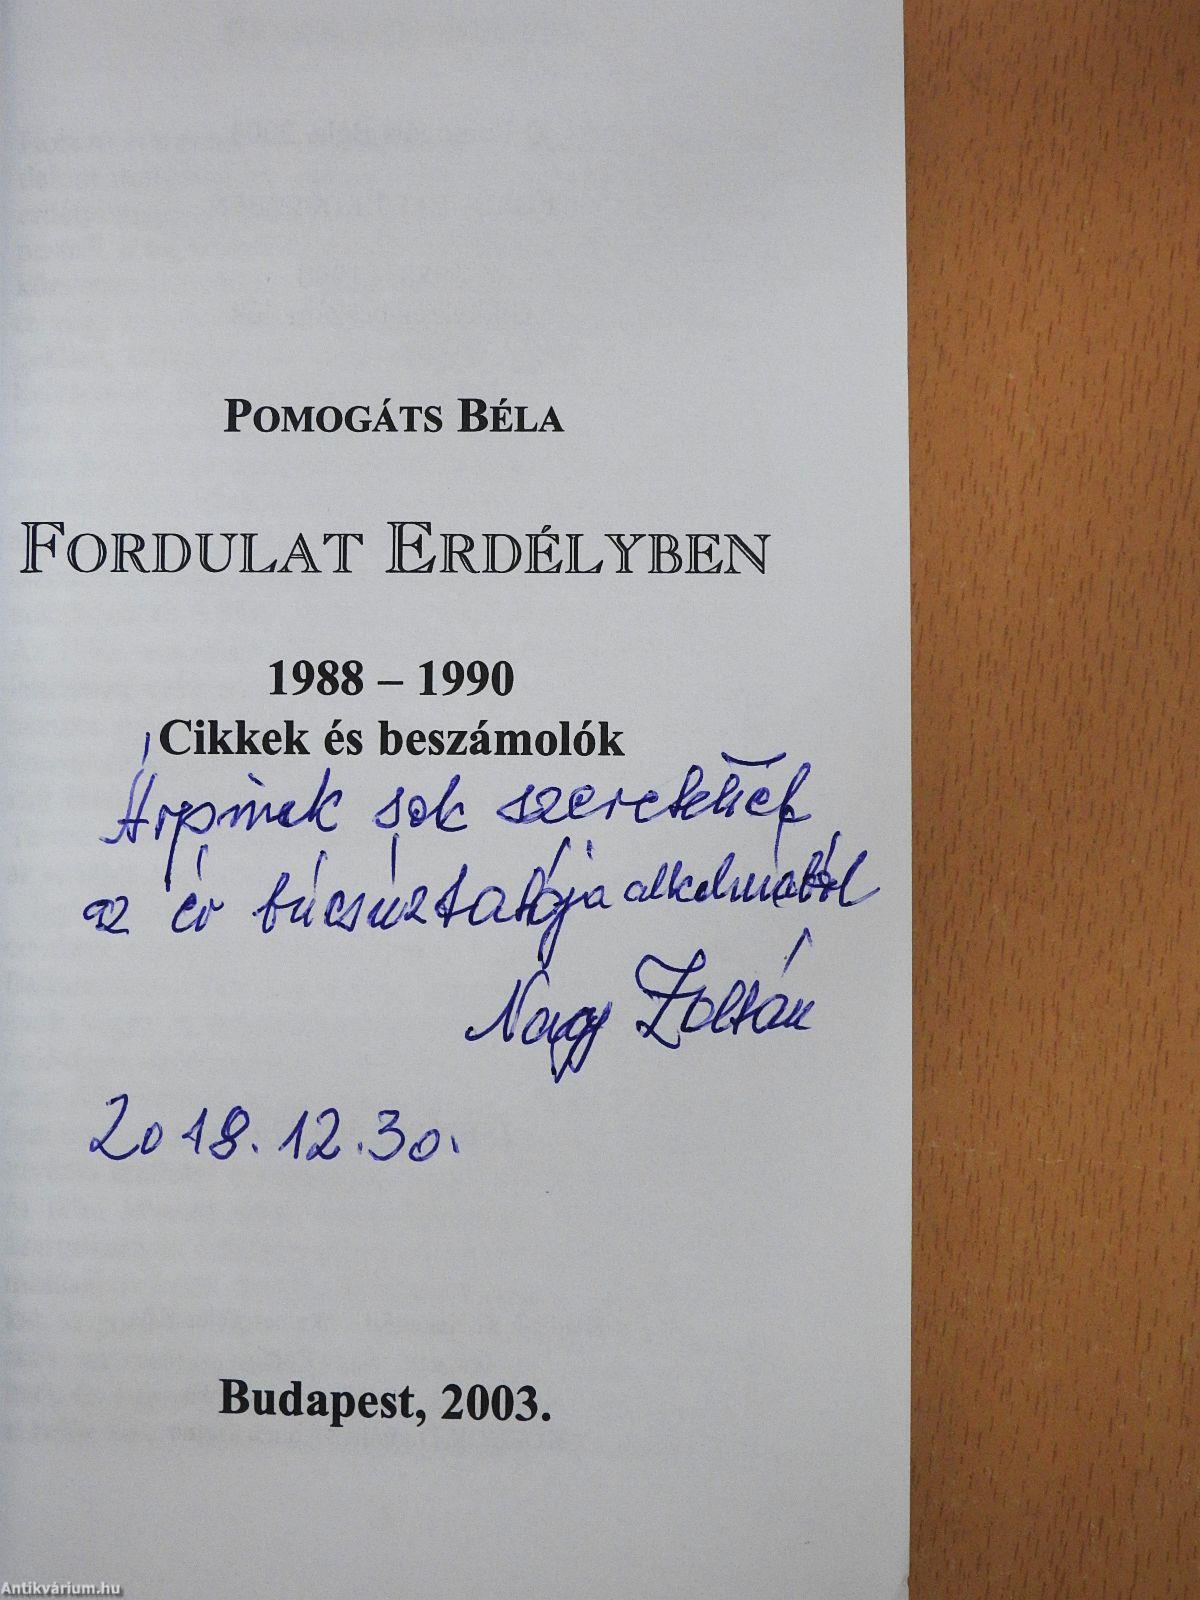 POMOGÁTS BÉLA
FORDULAT ERDÉLYBEN
1988 – 1990
Cikkek és beszámolók
sok szeretettel
az év búcsúztatója alkalmából
Nagy Zoltán
2018.12.30.
Budapest, 2003.
Antikvárium.hu